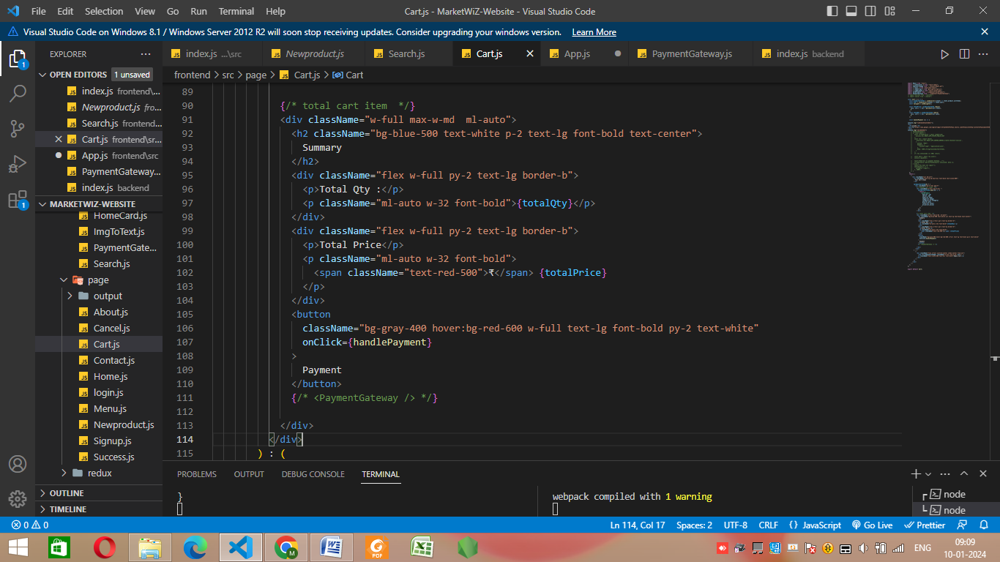 File Edit Selection View Go Run Terminal Help Cart.js - MarketWiZ-Website - Visual Studio Code
Visual Studio Code on Windows 8.1 / Windows Server 2012 R2 will soon stop receiving updates. Consider upgrading your windows version. Learn More
EXPLORER
OPEN EDITORS 1 unsaved
index.js frontend\...
Newproduct.js fro...
Search.js frontend...
Cart.js frontend\sr...
App.js frontend\src
PaymentGateway...
index.js backend
MARKETWIZ-WEBSITE
HomeCard.js
ImgToText.js
PaymentGate...
Search.js
page
output
About.js
Cancel.js
Cart.js
Contact.js
Home.js
login.js
Menu.js
Newproduct.js
Signup.js
Success.js
redux
OUTLINE
TIMELINE
index.js ...\src Newproduct.js Search.js Cart.js App.js PaymentGateway.js index.js backend
frontend > src > page > Cart.js > Cart
89
90 {/* total cart item  */}
91 <div className="w-full max-w-md  ml-auto">
92 <h2 className="bg-blue-500 text-white p-2 text-lg font-bold text-center">
93 Summary
94 </h2>
95 <div className="flex w-full py-2 text-lg border-b">
96 <p>Total Qty :</p>
97 <p className="ml-auto w-32 font-bold">{totalQty}</p>
98 </div>
99 <div className="flex w-full py-2 text-lg border-b">
100 <p>Total Price</p>
101 <p className="ml-auto w-32 font-bold">
102 <span className="text-red-500">₹</span> {totalPrice}
103 </p>
104 </div>
105 <button
106 className="bg-gray-400 hover:bg-red-600 w-full text-lg font-bold py-2 text-white"
107 onClick={handlePayment}
108 >
109 Payment
110 </button>
111 {/* <PaymentGateway /> */}
112
113 </div>
114 </div>
115 ) : (
PROBLEMS OUTPUT DEBUG CONSOLE TERMINAL
}
webpack compiled with 1 warning
node
node
0 0 Ln 114, Col 17 Spaces: 2 UTF-8 CRLF {} JavaScript Go Live Prettier
1
1
ENG
09:09
10-01-2024